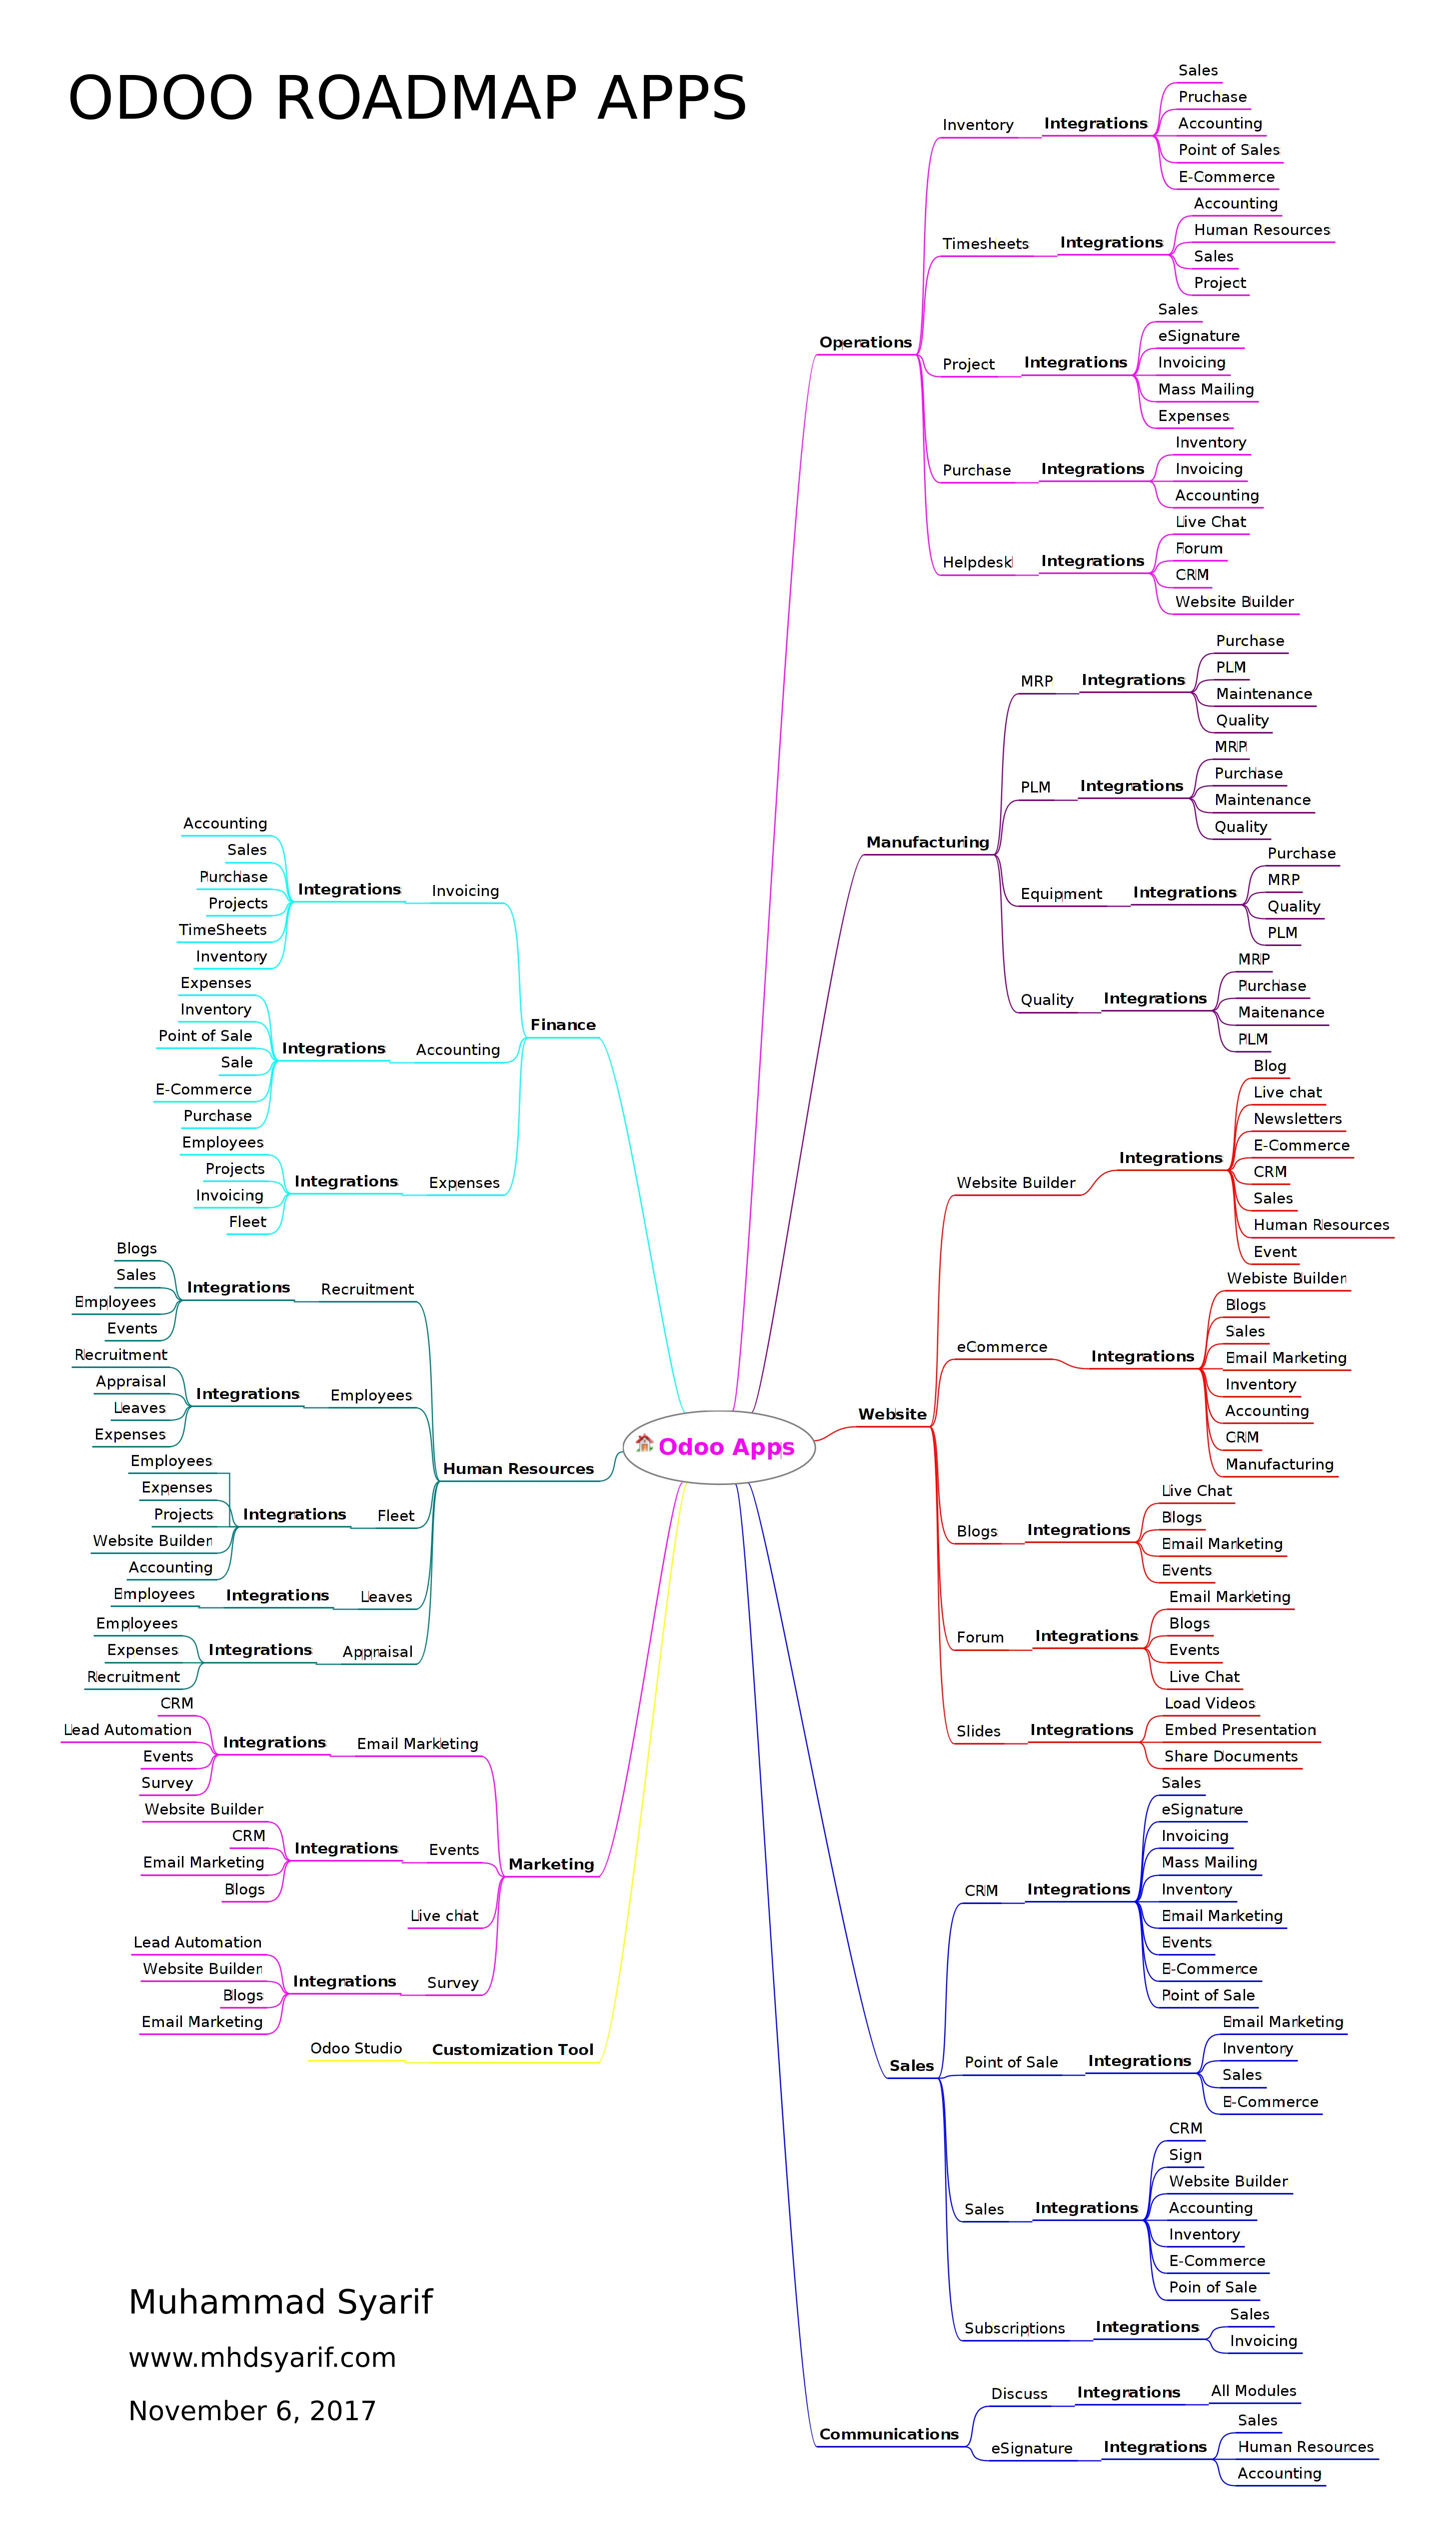 ODOO ROADMAP APPS
Odoo Apps
Operations
Inventory
Integrations
Sales
Pruchase
Accounting
Point of Sales
E-Commerce
Timesheets
Integrations
Accounting
Human Resources
Sales
Project
Project
Integrations
Sales
eSignature
Invoicing
Mass Mailing
Expenses
Purchase
Integrations
Inventory
Invoicing
Accounting
Helpdesk
Integrations
Live Chat
Forum
CRM
Website Builder
Manufacturing
MRP
Integrations
Purchase
PLM
Maintenance
Quality
PLM
Integrations
MRP
Purchase
Maintenance
Quality
Equipment
Integrations
Purchase
MRP
Quality
PLM
Quality
Integrations
MRP
Purchase
Maitenance
PLM
Website
Website Builder
Integrations
Blog
Live chat
Newsletters
E-Commerce
CRM
Sales
Human Resources
Event
eCommerce
Integrations
Webiste Builder
Blogs
Sales
Email Marketing
Inventory
Accounting
CRM
Manufacturing
Blogs
Integrations
Live Chat
Blogs
Email Marketing
Events
Forum
Integrations
Email Marketing
Blogs
Events
Live Chat
Slides
Integrations
Load Videos
Embed Presentation
Share Documents
Sales
CRM
Integrations
Sales
eSignature
Invoicing
Mass Mailing
Inventory
Email Marketing
Events
E-Commerce
Point of Sale
Point of Sale
Integrations
Email Marketing
Inventory
Sales
E-Commerce
Sales
Integrations
CRM
Sign
Website Builder
Accounting
Inventory
E-Commerce
Poin of Sale
Subscriptions
Integrations
Sales
Invoicing
Communications
Discuss
Integrations
All Modules
eSignature
Integrations
Sales
Human Resources
Accounting
Finance
Invoicing
Integrations
Accounting
Sales
Purchase
Projects
TimeSheets
Inventory
Accounting
Integrations
Expenses
Inventory
Point of Sale
Sale
E-Commerce
Purchase
Expenses
Integrations
Employees
Projects
Invoicing
Fleet
Human Resources
Recruitment
Integrations
Blogs
Sales
Employees
Events
Employees
Integrations
Recruitment
Appraisal
Leaves
Expenses
Fleet
Integrations
Employees
Expenses
Projects
Website Builder
Accounting
Leaves
Integrations
Employees
Appraisal
Integrations
Employees
Expenses
Recruitment
Marketing
Email Marketing
Integrations
CRM
Lead Automation
Events
Survey
Events
Integrations
Website Builder
CRM
Email Marketing
Blogs
Live chat
Survey
Integrations
Lead Automation
Website Builder
Blogs
Email Marketing
Customization Tool
Odoo Studio
Muhammad Syarif
www.mhdsyarif.com
November 6, 2017